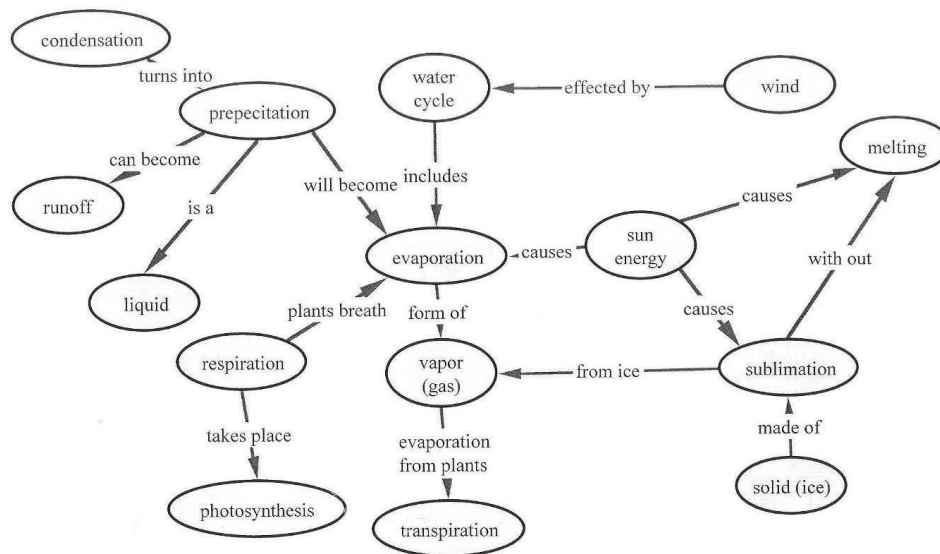 condensation
turns into
prepecitation
can become
runoff
is a
liquid
will become
water
cycle
effected by
wind
includes
evaporation
causes
sun
energy
causes
melting
causes
with out
plants breath
form of
respiration
vapor
(gas)
from ice
sublimation
takes place
evaporation
from plants
made of
photosynthesis
transpiration
solid (ice)